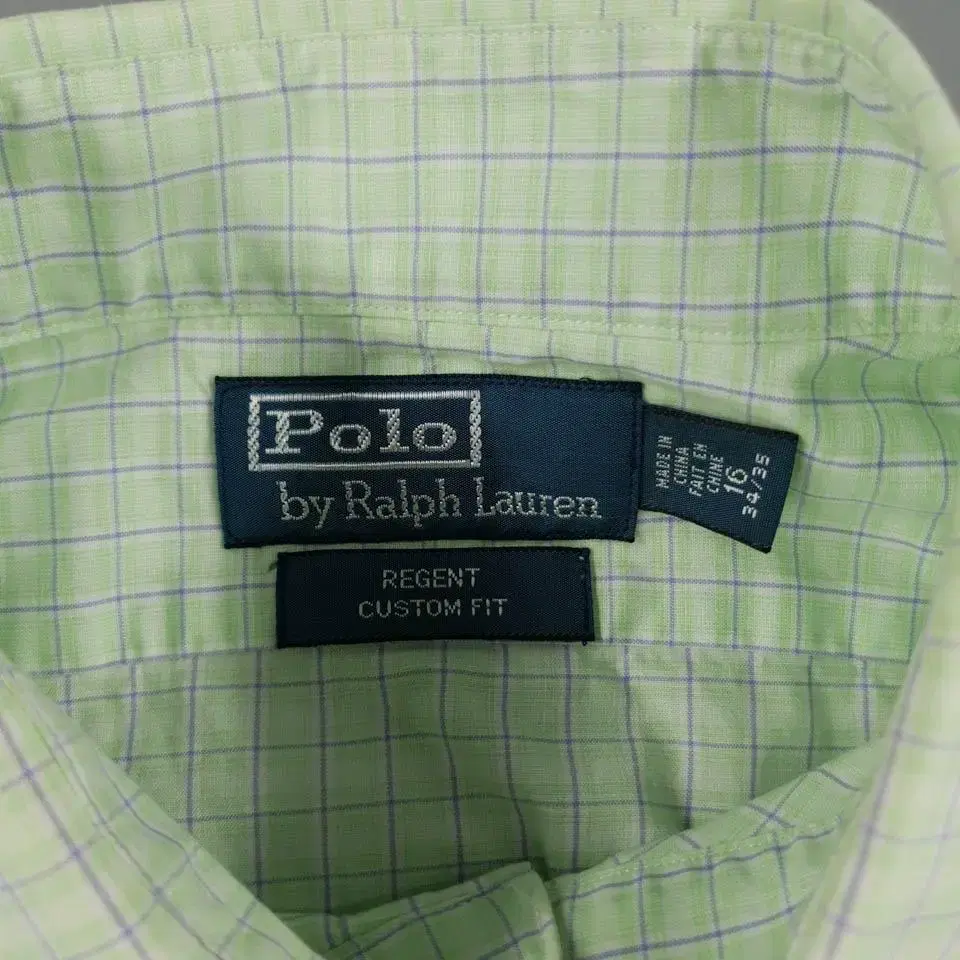 Polo
by Ralph Lauren
MADE IN
CHINA
FAIT EN
CHINE
16
34/35
REGENT
CUSTOM FIT